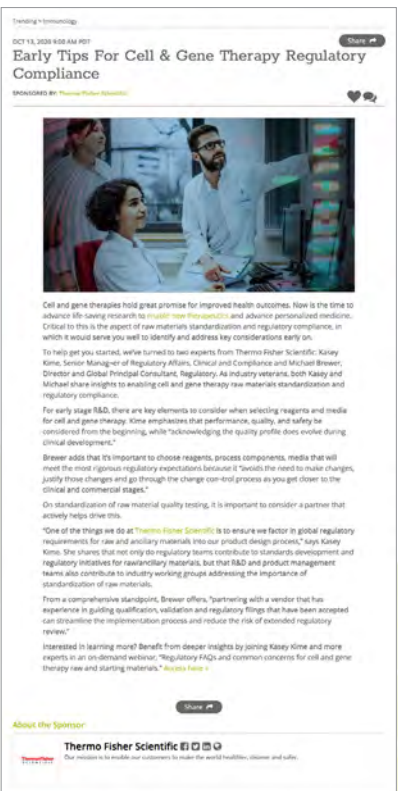 Trending > Immunology
OCT 13, 2020 9:00 AM PDT
Share
Early Tips For Cell & Gene Therapy Regulatory
Compliance
SPONSORED BY: Thermo Fisher Scientific
Cell and gene therapies hold great promise for improved health outcomes. Now is the time to
advance life-saving research to enable new therapeutics and advance personalized medicine.
Critical to this is the aspect of raw materials standardization and regulatory compliance, in
which it would serve you well to identify and address key considerations early on.
To help get you started, we've turned to two experts from Thermo Fisher Scientific: Kasey
Kime, Senior Manag=er of Regulatory Affairs, Clinical and Compliance and Michael Brewer,
Director and Global Principal Consultant, Regulatory. As industry veterans, both Kasey and
Michael share insights to enabling cell and gene therapy raw materials standardization and
regulatory compliance.
For early stage R&D, there are key elements to consider when selecting reagents and media
for cell and gene therapy. Kime emphasizes that performance, quality, and safety be
considered from the beginning, while "acknowledging the quality profile does evolve during
clinical development."
Brewer adds that it's important to choose reagents, process components, media that will
meet the most rigorous regulatory expectations because it "avoids the need to make changes,
justify those changes and go through the change con-trol process as you get closer to the
clinical and commercial stages."
On standardization of raw material quality testing, it is important to consider a partner that
actively helps drive this.
"One of the things we do at Thermo Fisher Scientific is to ensure we factor in global regulatory
requirements for raw and ancillary materials into our product design process," says Kasey
Kime. She shares that not only do regulatory teams contribute to standards development and
regulatory initiatives for raw/ancillary materials, but that R&D and product management
teams also contribute to industry working groups addressing the importance of
standardization of raw materials.
From a comprehensive standpoint, Brewer offers, "partnering with a vendor that has
experience in guiding qualification, validation and regulatory filings that have been accepted
can streamline the implementation process and reduce the risk of extended regulatory
review."
Interested in learning more? Benefit from deeper insights by joining Kasey Kime and more
experts in an on-demand webinar, "Regulatory FAQs and common concerns for cell and gene
therapy raw and starting materials." Access here »
Share
About the Sponsor
ThermoFisher
SCIENTIFIC
Thermo Fisher Scientific
Our mission is to enable our customers to make the world healthier, cleaner and safer.